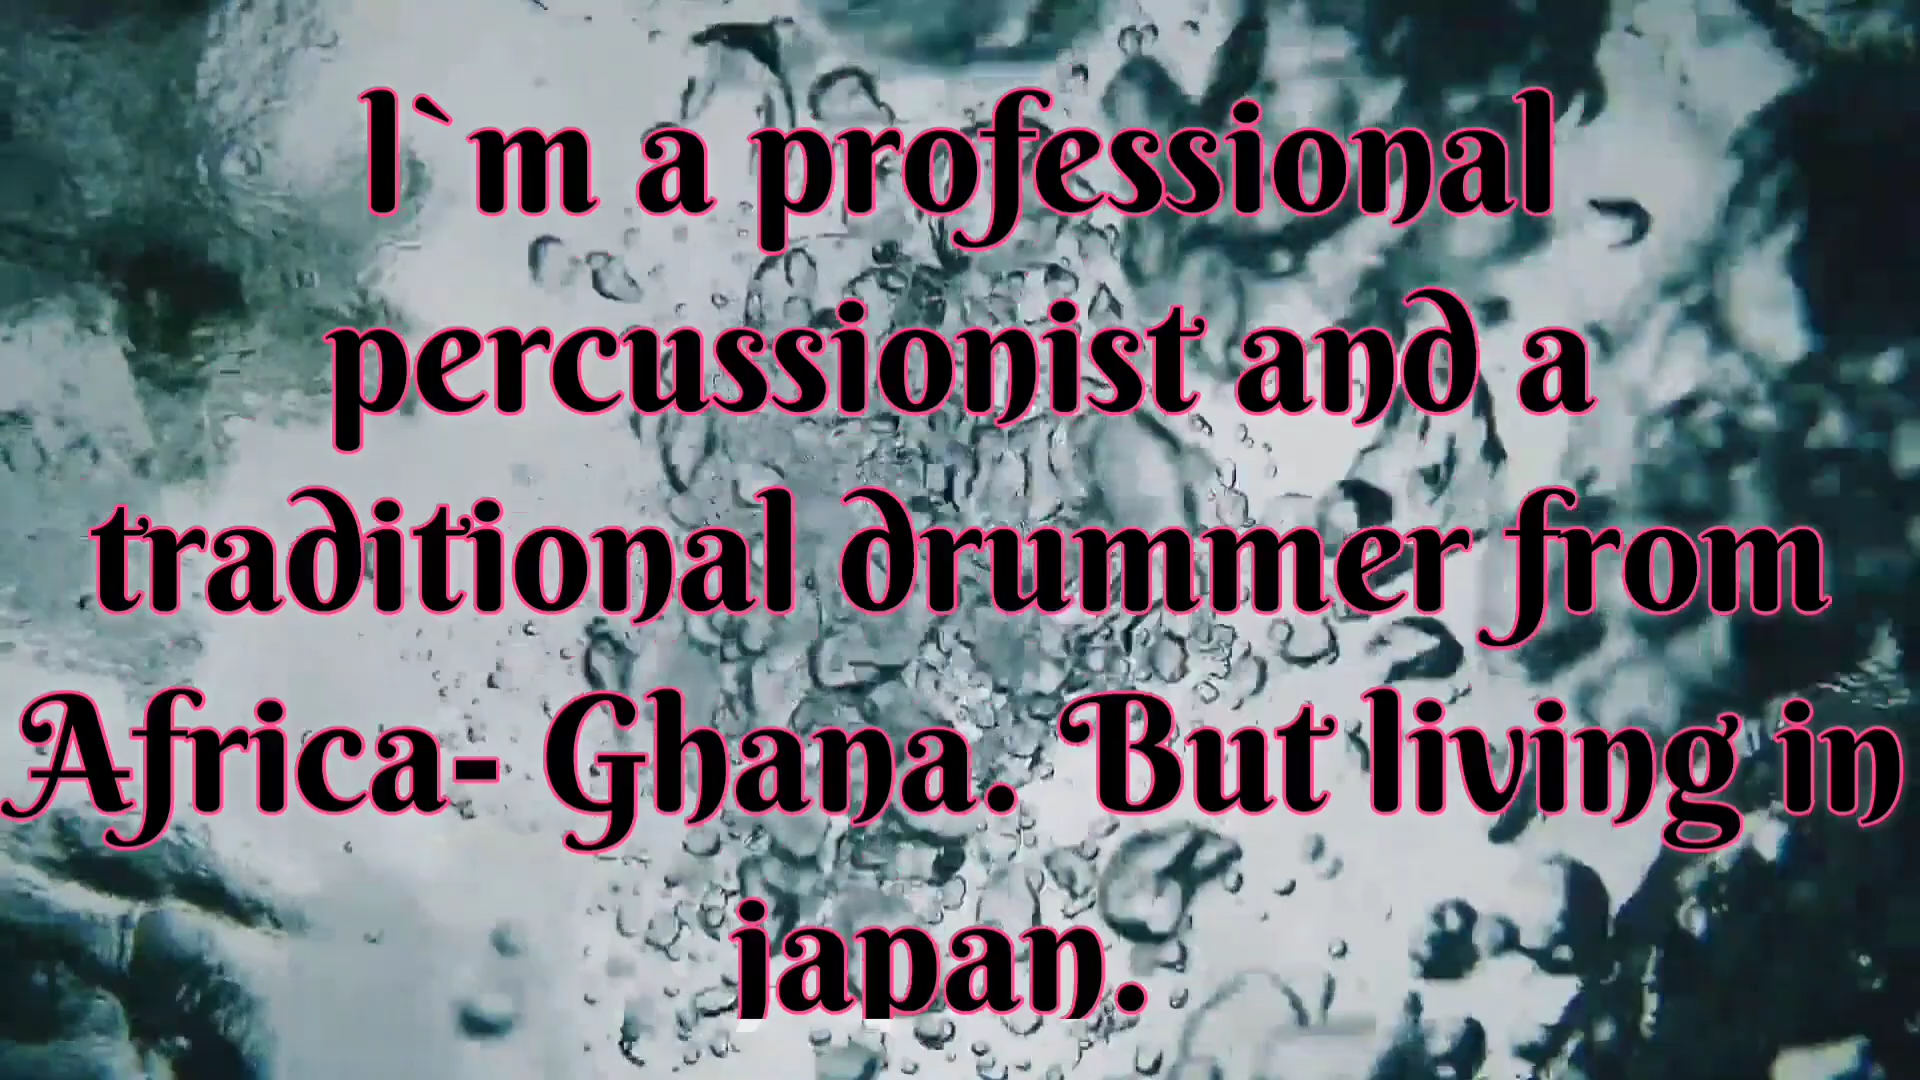 I`m a professional
percussionist and a
traditional drummer from
Africa- Ghana. But living in
japan.